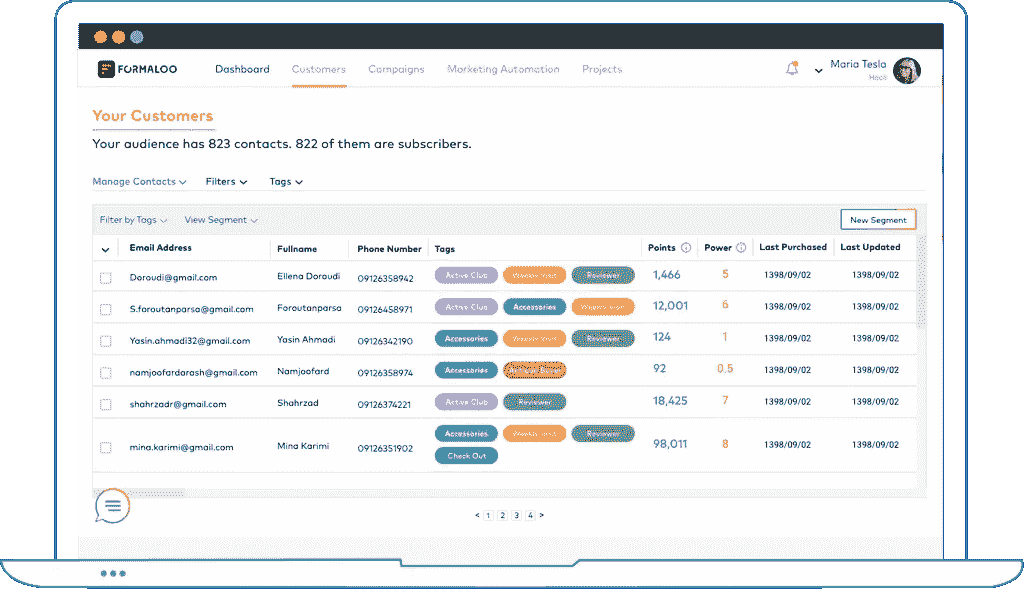 FORMALOO Dashboard Customers Campaigns Marketing Automation Projects Maria Tesla
Your Customers
Your audience has 823 contacts. 822 of them are subscribers.
Manage Contacts Filters Tags
Filter by Tags View Segment New Segment
Email Address Fullname Phone Number Tags Points Power Last Purchased Last Updated
Doroudi@gmail.com Ellena Doroudi 09126358942 Active Club Reviewer 1,466 5 1398/09/02 1398/09/02
S.foroutanparsa@gmail.com Foroutanparsa 09126458971 Active Club Accessories 12,001 6 1398/09/02 1398/09/02
Yasin.ahmadi32@gmail.com Yasin Ahmadi 09126342190 Accessories Reviewer 124 1 1398/09/02 1398/09/02
namjoofardarash@gmail.com Namjoofard 09126358974 Accessories 92 0.5 1398/09/02 1398/09/02
shahrzadr@gmail.com Shahrzad 09126374221 Active Club Reviewer 18,425 7 1398/09/02 1398/09/02
mina.karimi@gmail.com Mina Karimi 09126351902 Accessories Reviewer 98,011 8 1398/09/02 1398/09/02
Check Out
< 1 2 3 4 >